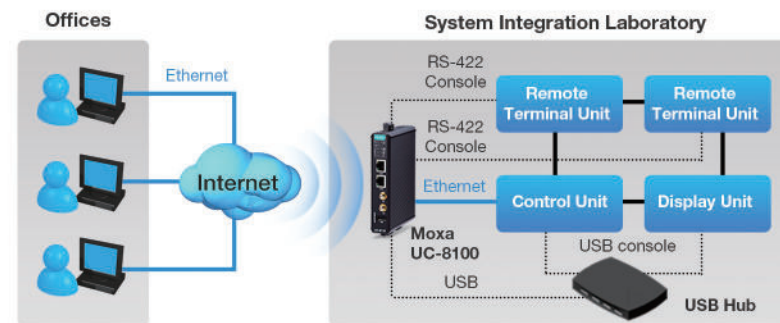 Offices
System Integration Laboratory
Ethernet
Internet
RS-422
Console
RS-422
Console
Ethernet
Moxa
UC-8100
USB
Remote
Terminal Unit
Remote
Terminal Unit
Control Unit
Display Unit
USB console
USB Hub